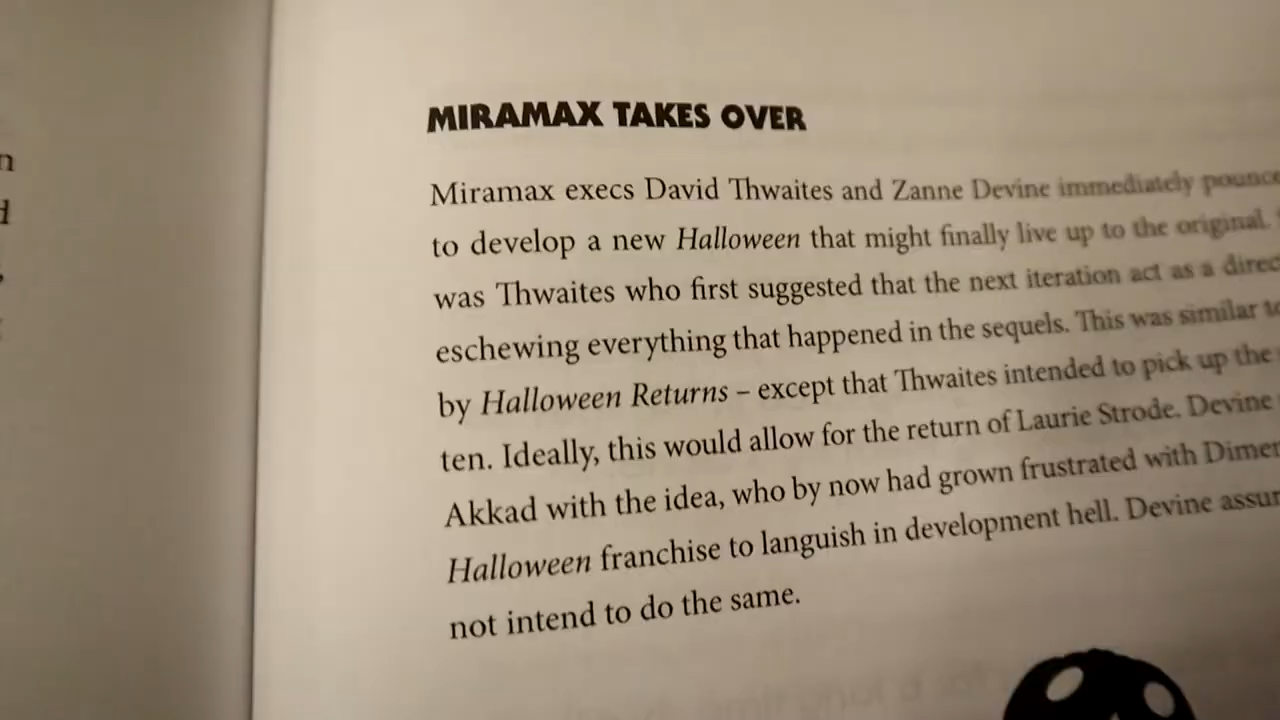 MIRAMAX TAKES OVER
Miramax execs David Thwaites and Zanne Devine immediately
to develop a new Halloween that might finally live up to the original.
was Thwaites who first suggested that the next iteration act as a
eschewing everything that happened in the sequels. This was similar to
by Halloween Returns – except that Thwaites intended to pick up the
ten. Ideally, this would allow for the return of Laurie Strode. Devine
Akkad with the idea, who by now had grown frustrated with
Halloween franchise to languish in development hell. Devine
not intend to do the same.